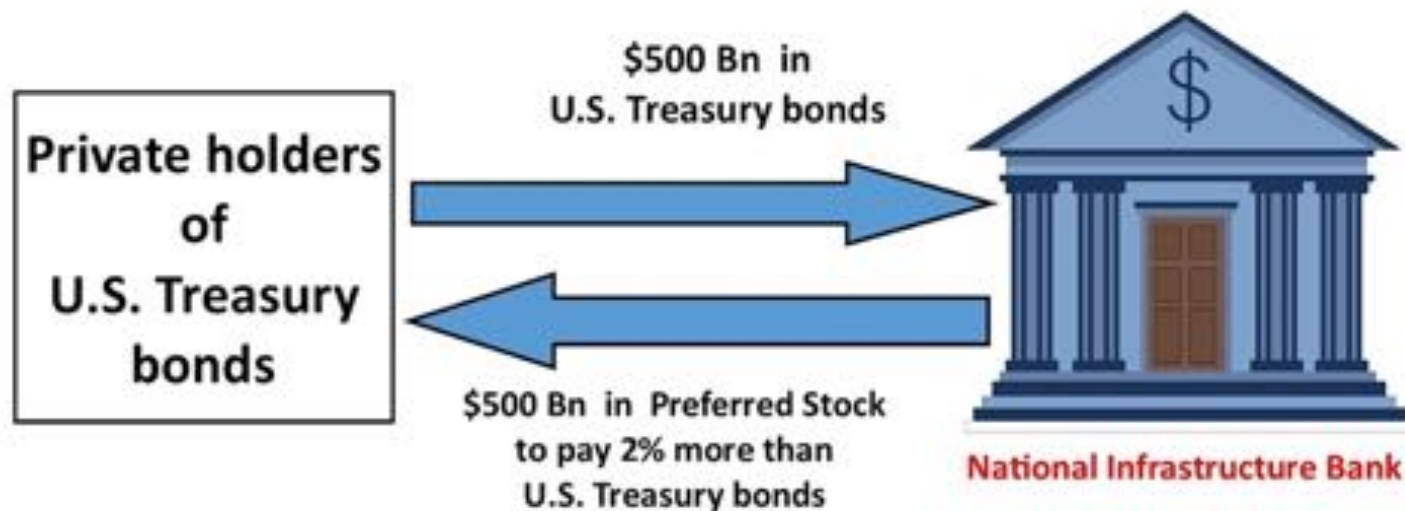 Private holders
of
U.S. Treasury
bonds
$500 Bn in
U.S. Treasury bonds
$500 Bn in Preferred Stock
to pay 2% more than
U.S. Treasury bonds
$
National Infrastructure Bank